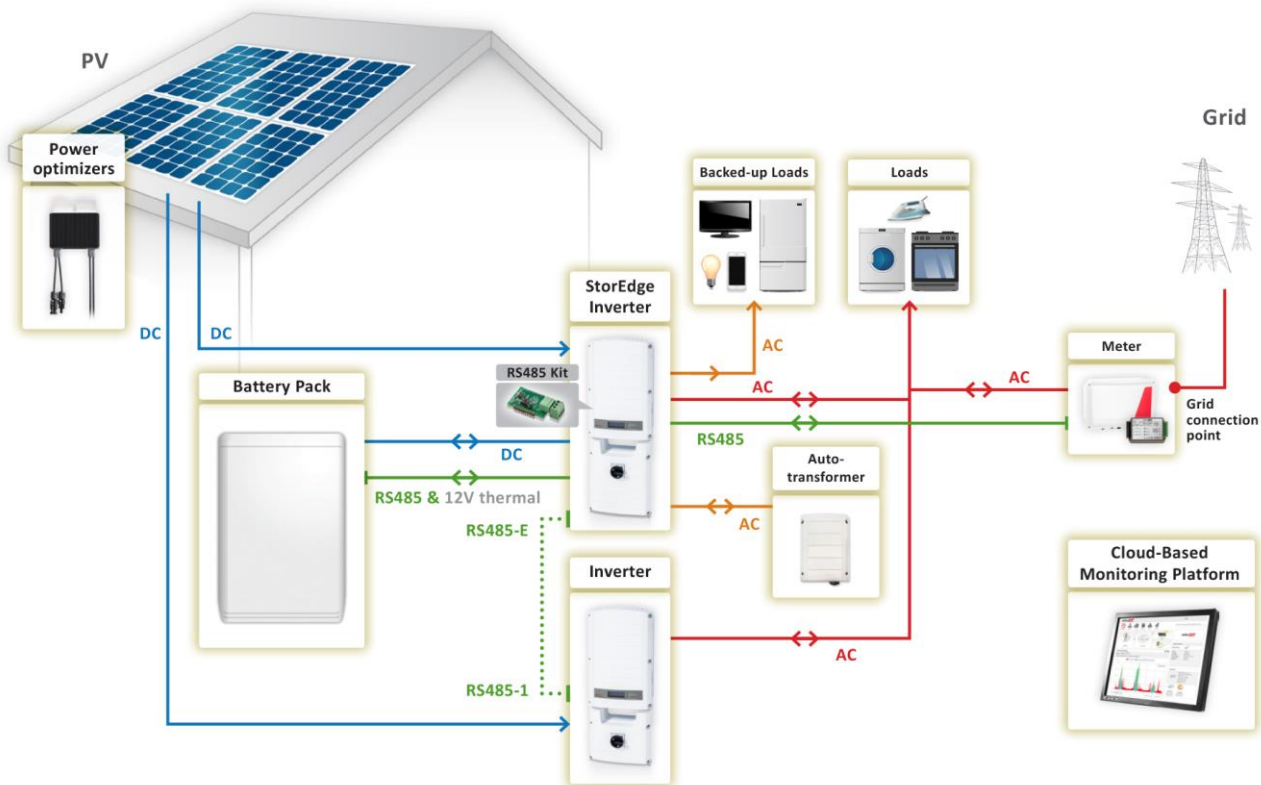 PV
Grid
Power
optimizers
Backed-up Loads
Loads
StorEdge
Inverter
DC
DC
AC
Meter
RS485 Kit
Battery Pack
AC
AC
Grid
connection
point
RS485
DC
Auto-
transformer
RS485 & 12V thermal
AC
RS485-E
Cloud-Based
Monitoring Platform
Inverter
AC
RS485-1